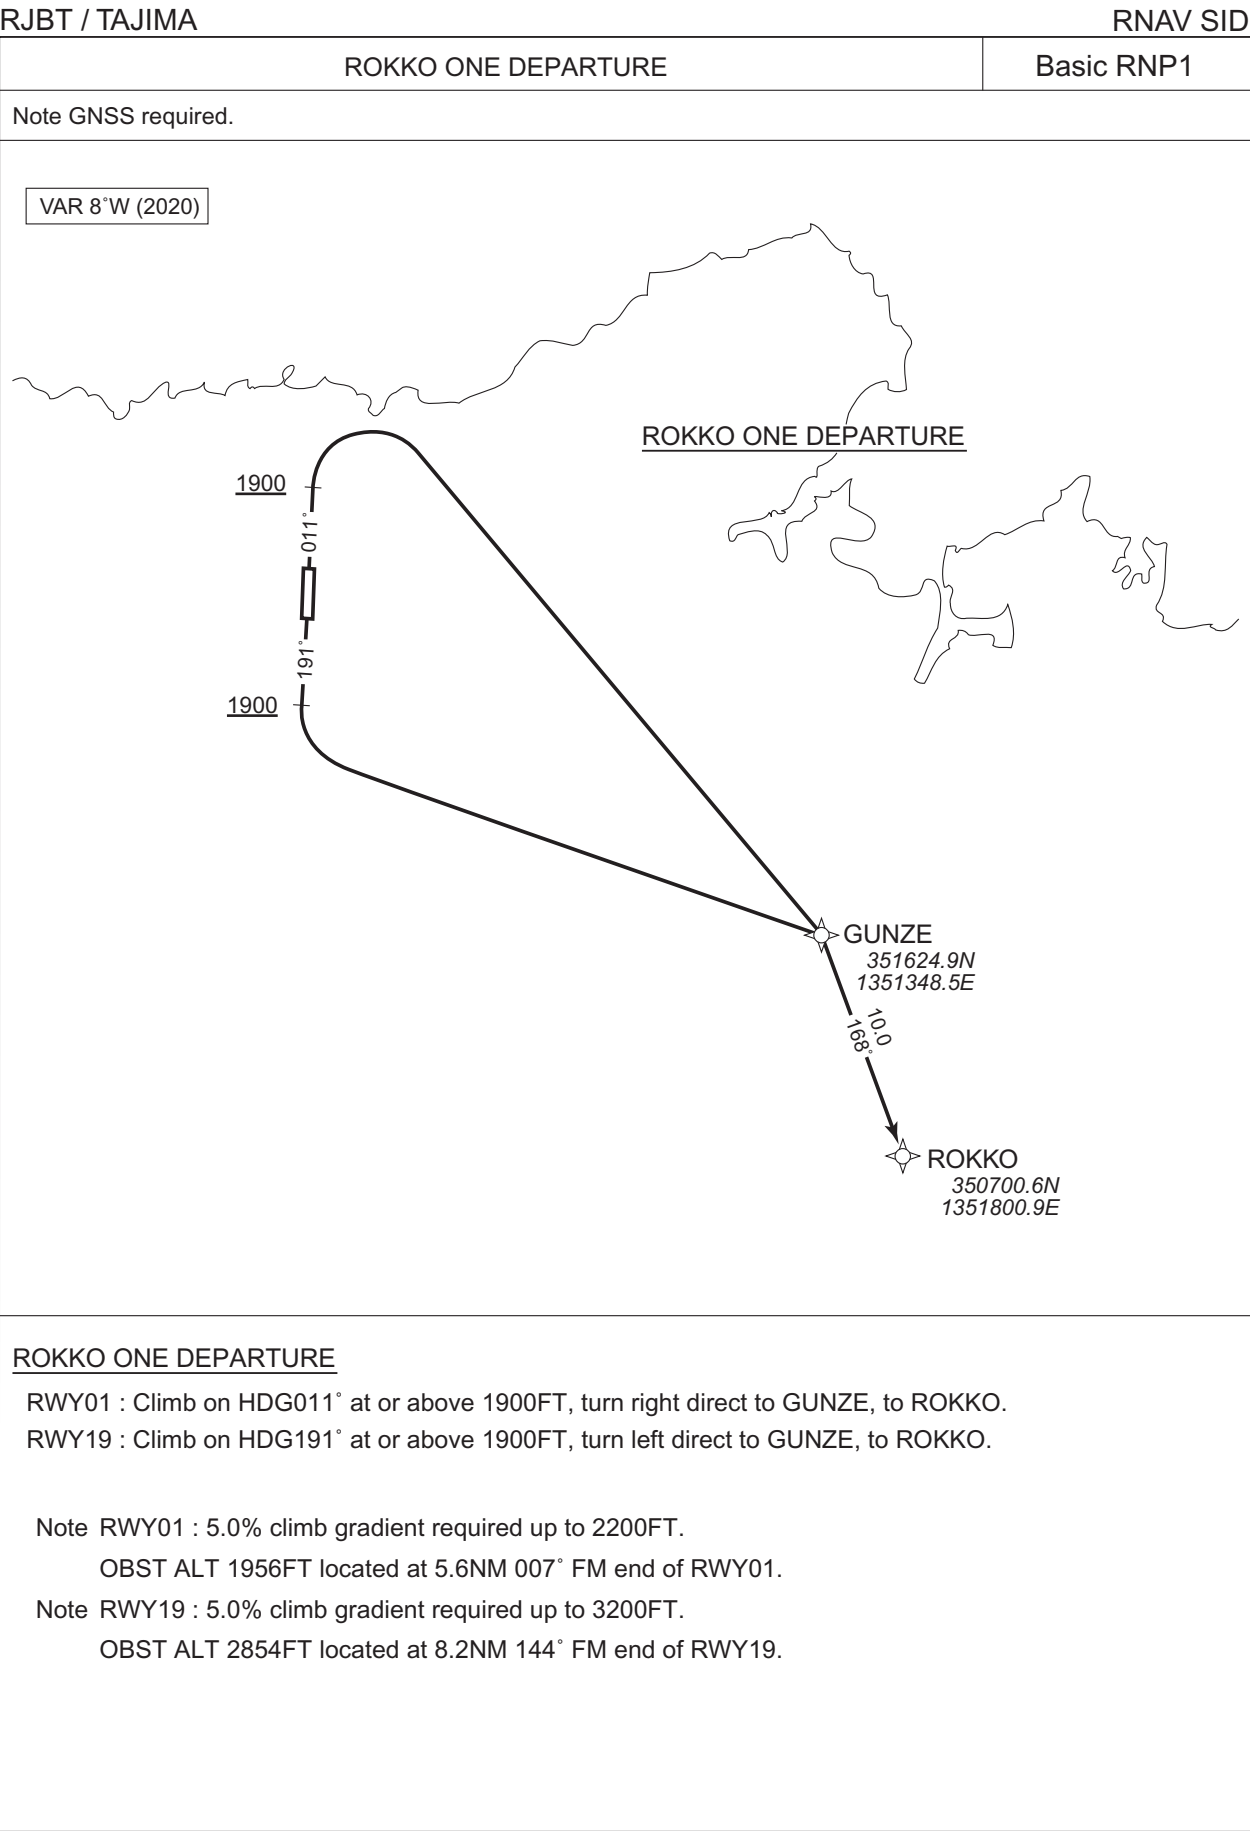 RJBT / TAJIMA
RNAV SID
ROKKO ONE DEPARTURE
Basic RNP1
Note GNSS required.
VAR 8˚W (2020)
ROKKO ONE DEPARTURE
1900
011˚
191˚
1900
GUNZE
351624.9N
1351348.5E
10.0
168˚
ROKKO
350700.6N
1351800.9E
ROKKO ONE DEPARTURE
RWY01 : Climb on HDG011˚ at or above 1900FT, turn right direct to GUNZE, to ROKKO.
RWY19 : Climb on HDG191˚ at or above 1900FT, turn left direct to GUNZE, to ROKKO.
Note RWY01 : 5.0% climb gradient required up to 2200FT.
OBST ALT 1956FT located at 5.6NM 007˚ FM end of RWY01.
Note RWY19 : 5.0% climb gradient required up to 3200FT.
OBST ALT 2854FT located at 8.2NM 144˚ FM end of RWY19.